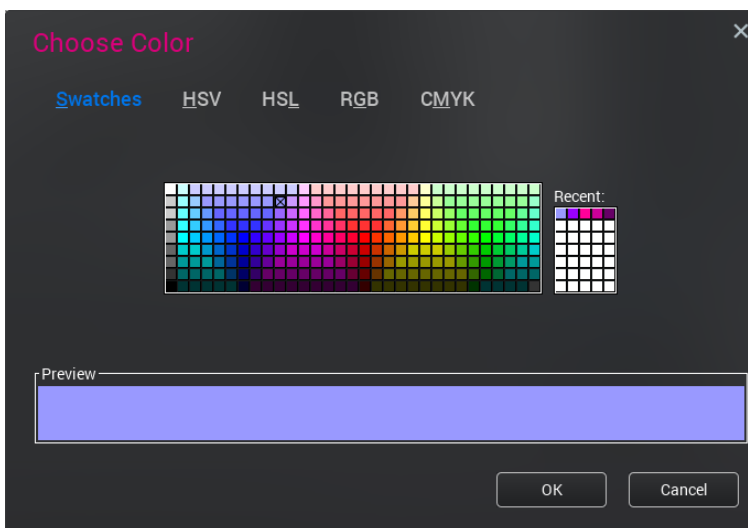 Choose Color
Swatches HSV HSL RGB CMYK
Recent:
Preview
OK Cancel